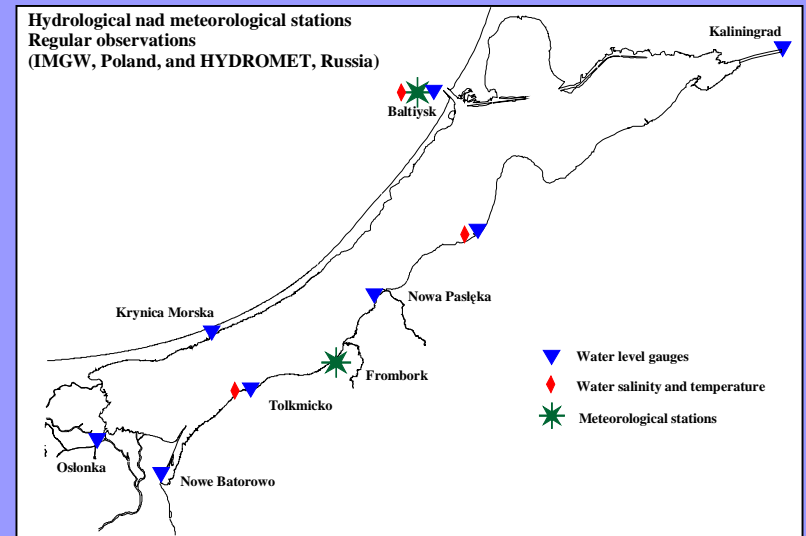 Hydrological nad meteorological stations
Regular observations
(IMGW, Poland, and HYDROMET, Russia)
Kaliningrad
Baltiysk
Nowa Pasłęka
Krynica Morska
Frombork
Tolkmicko
Osłonka
Nowe Batorowo
Water level gauges
Water salinity and temperature
Meteorological stations